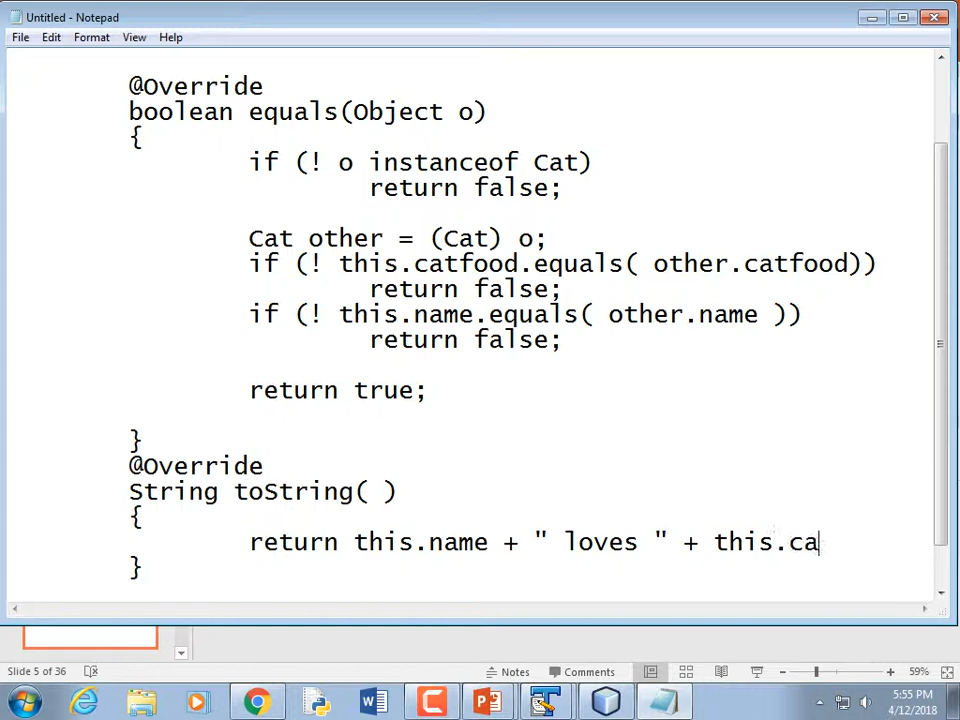 Untitled - Notepad
File Edit Format View Help
@Override
boolean equals(Object o)
{
if (! o instanceof Cat)
return false;
Cat other = (Cat) o;
if (! this.catfood.equals( other.catfood))
return false;
if (! this.name.equals( other.name ))
return false;
return true;
}
@Override
String toString( )
{
return this.name + " loves " + this.ca
}
Slide 5 of 36 Notes Comments 59%
5:55 PM
4/12/2018